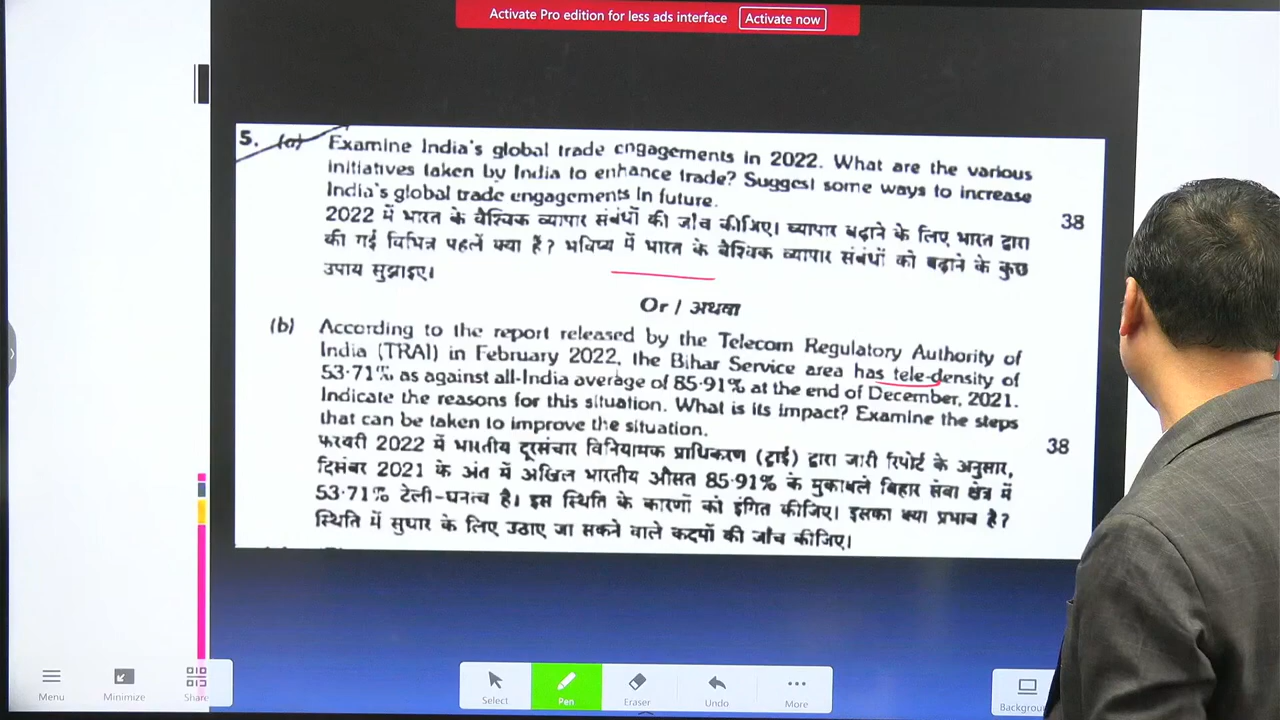 Activate Pro edition for less ads interface Activate now
5. (a) Examine India's global trade engagements in 2022. What are the various
initiatives taken by India to enhance trade? Suggest some ways to increase
India's global trade engagements in future.
38
2022 में भारत के वैश्विक व्यापार संबंधों की जाँच कीजिए। व्यापार बढ़ाने के लिए भारत द्वारा
की गई विभिन्न पहलें क्या हैं? भविष्य में भारत के वैश्विक व्यापार संबंधों को बढ़ाने के कुछ
उपाय सुझाइए।
Or / अथवा
(b) According to the report released by the Telecom Regulatory Authority of
India (TRAI) in February 2022, the Bihar Service area has tele-density of
53·71% as against all-India average of 85·91% at the end of December, 2021.
Indicate the reasons for this situation. What is its impact? Examine the steps
that can be taken to improve the situation.
38
फरवरी 2022 में भारतीय दूरसंचार विनियामक प्राधिकरण (ट्राई) द्वारा जारी रिपोर्ट के अनुसार,
दिसंबर 2021 के अंत में अखिल भारतीय औसत 85·91% के मुकाबले बिहार सेवा क्षेत्र में
53·71% टेली-घनत्व है। इस स्थिति के कारणों को इंगित कीजिए। इसका क्या प्रभाव है?
स्थिति में सुधार के लिए उठाए जा सकने वाले कदमों की जाँच कीजिए।
Menu Minimize Share Select Pen Eraser Undo More